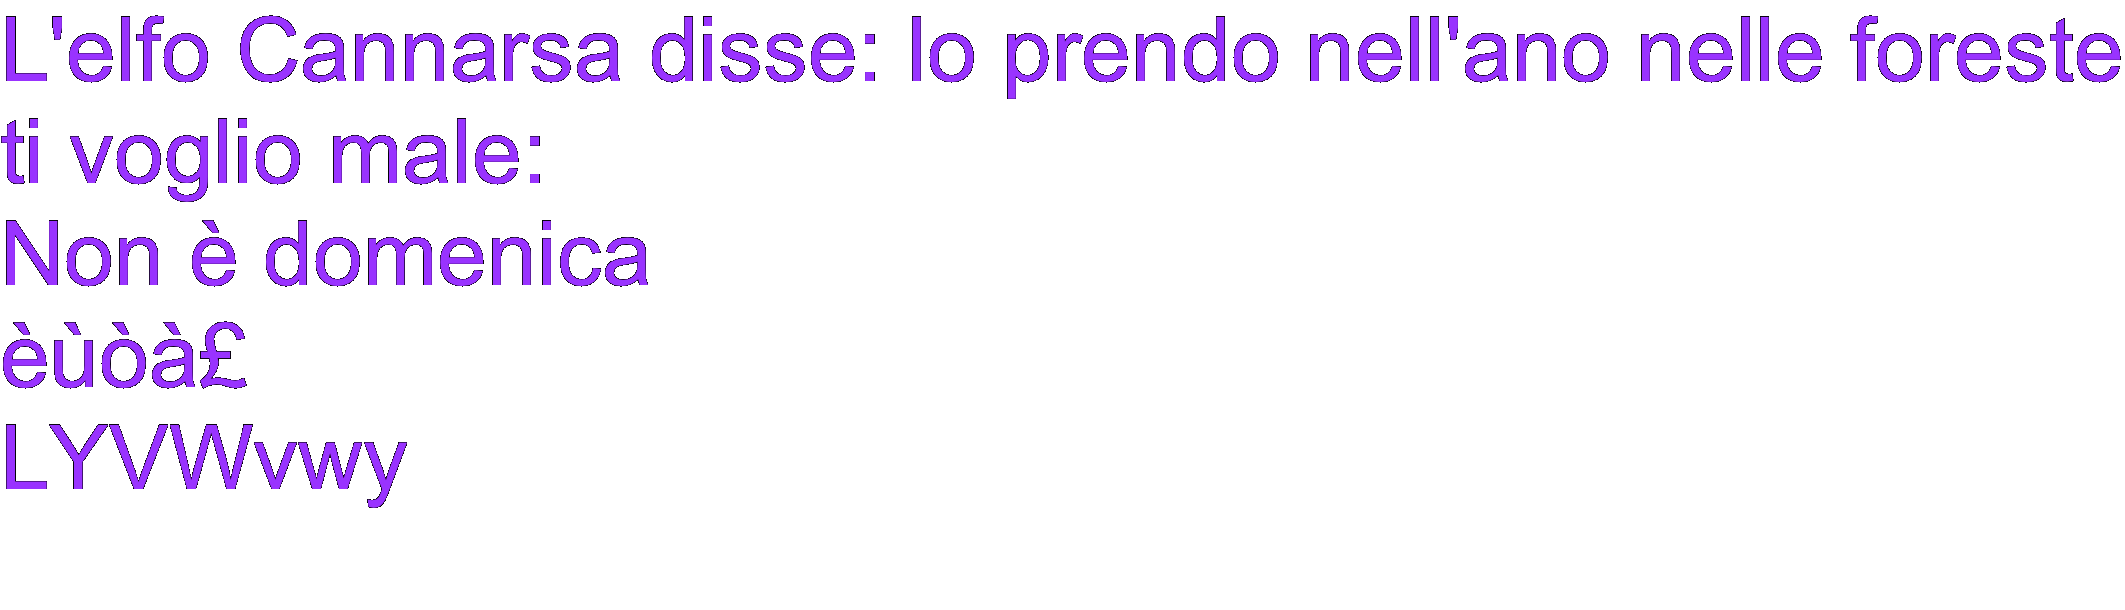 L'elfo Cannarsa disse: lo prendo nell'ano nelle foreste
ti voglio male:
Non è domenica
èùòà£
LYVWvwy